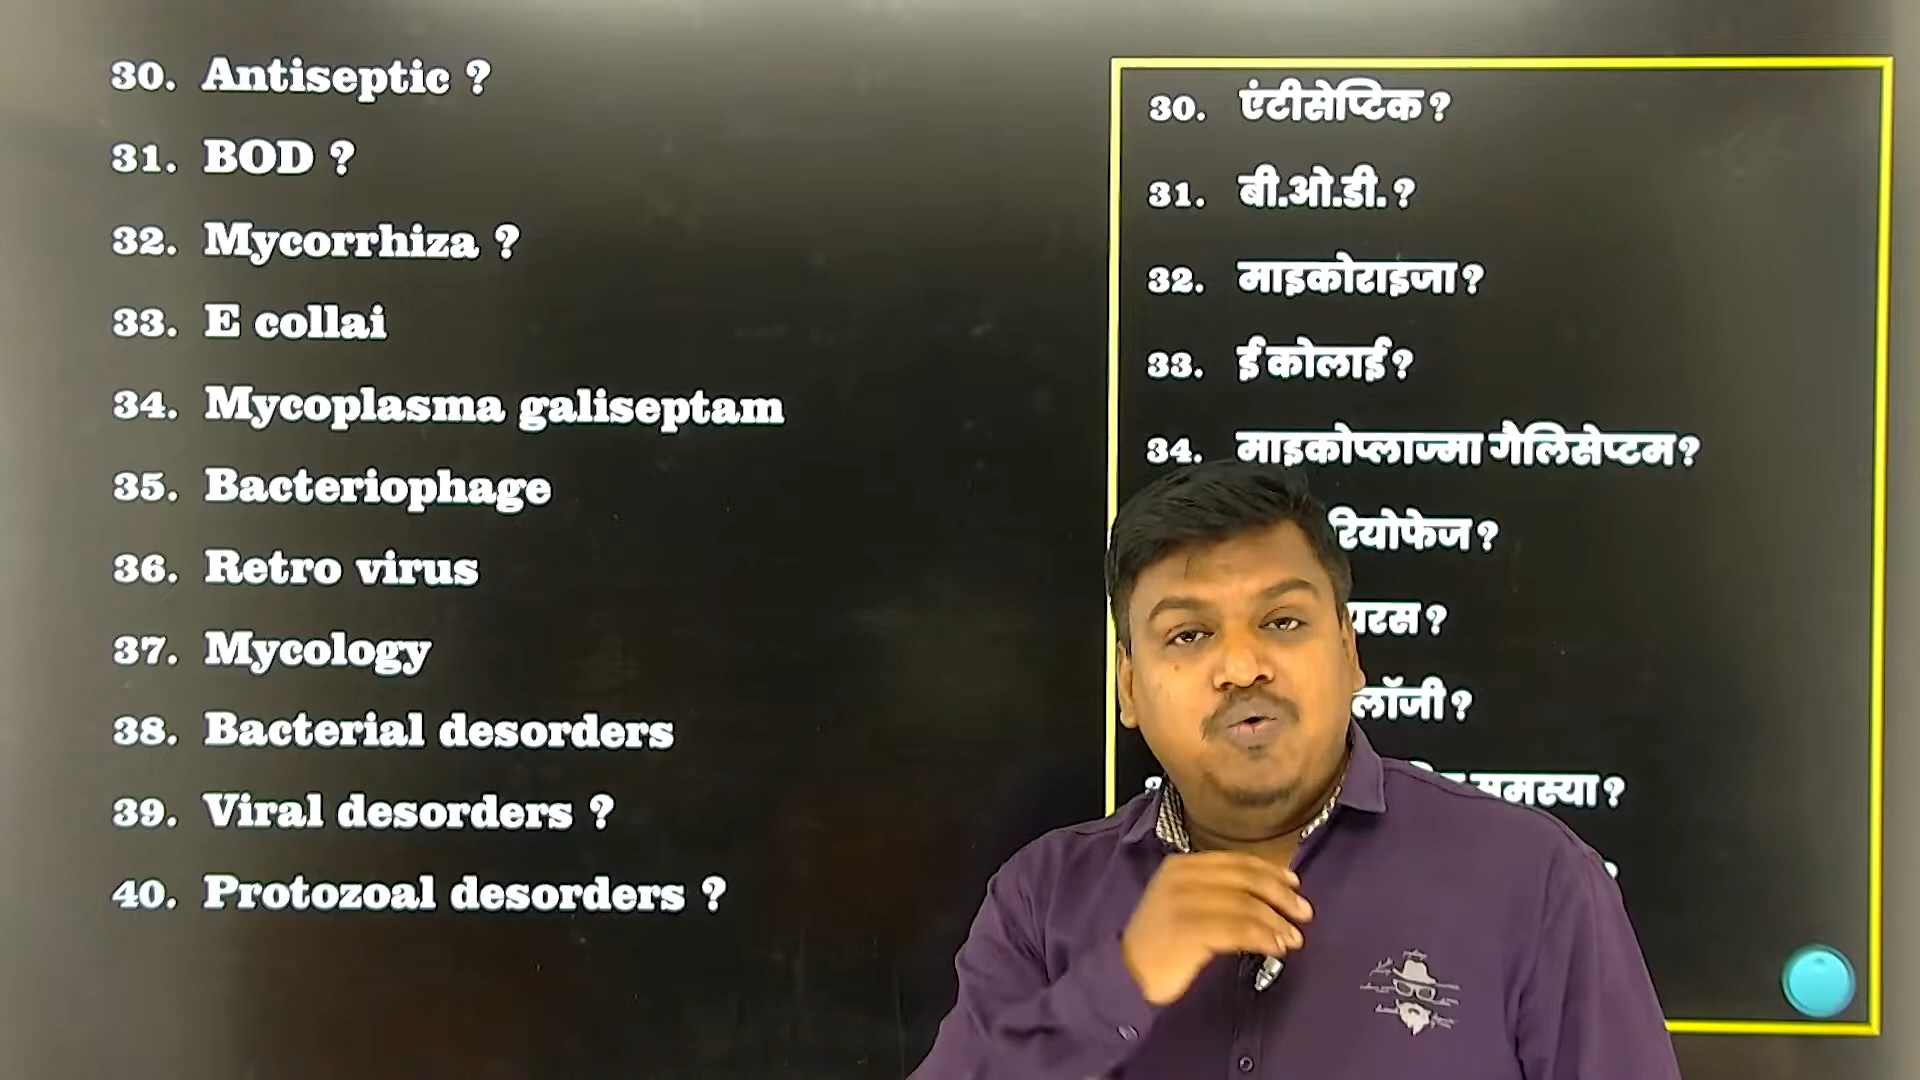 30. Antiseptic ?
31. BOD ?
32. Mycorrhiza ?
33. E collai
34. Mycoplasma galiseptam
35. Bacteriophage
36. Retro virus
37. Mycology
38. Bacterial desorders
39. Viral desorders ?
40. Protozoal desorders ?
30. एंटीसेप्टिक ?
31. बी.ओ.डी. ?
32. माइकोराइजा ?
33. ई कोलाई ?
34. माइकोप्लाज्मा गैलिसेप्टम ?
रियोफेज ?
यरस ?
लॉजी ?
समस्या ?
?